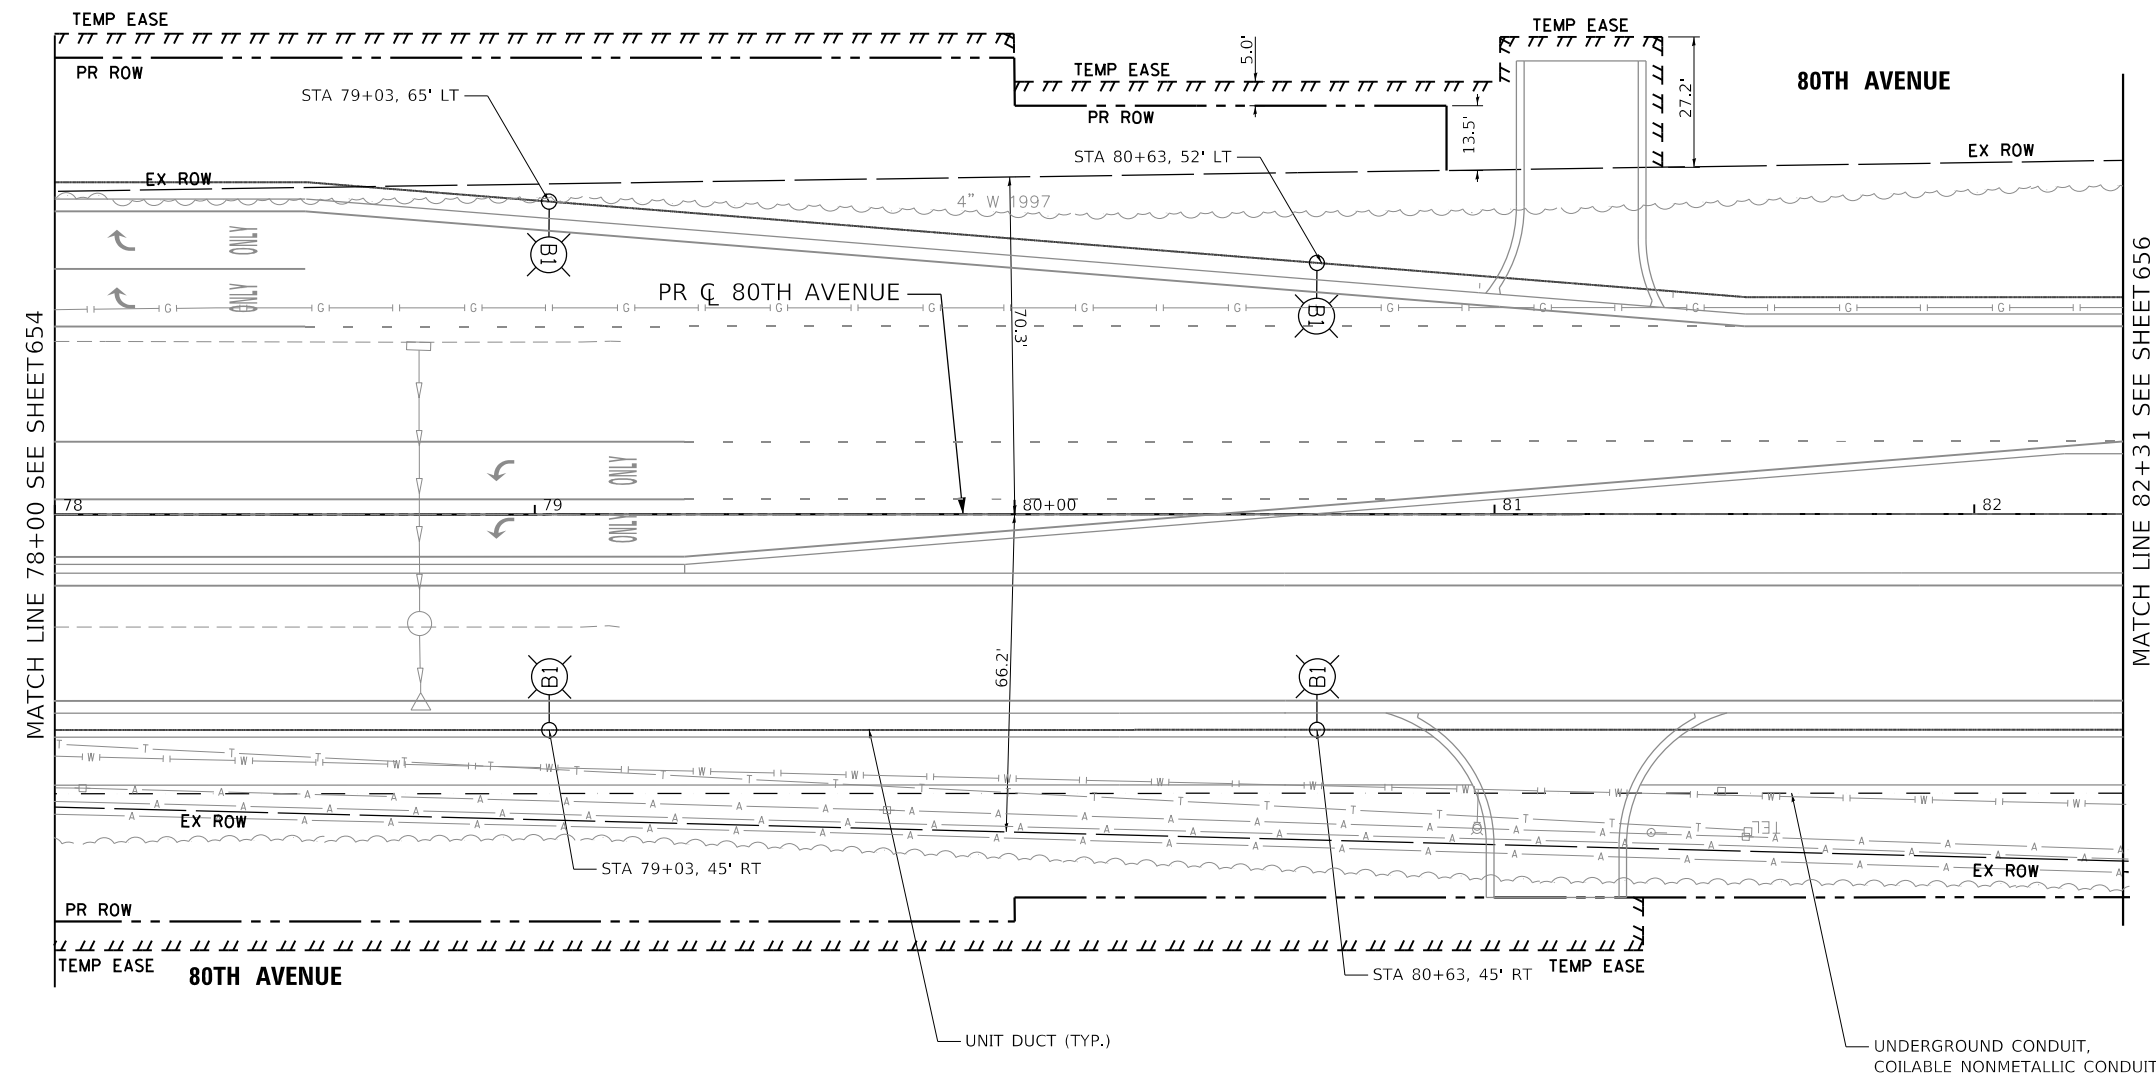 TEMP EASE
PR ROW
STA 79+03, 65' LT
TEMP EASE
5.0'
PR ROW
TEMP EASE
27.2'
13.5'
80TH AVENUE
STA 80+63, 52' LT
EX ROW
EX ROW
4" W 1997
ONLY
ONLY
B1
B1
PR ℄ 80TH AVENUE
G G G G G G G G G G G G G
70.3'
MATCH LINE 78+00 SEE SHEET 654
MATCH LINE 82+31 SEE SHEET 656
ONLY
ONLY
78 79 80+00 81 82
66.2'
B1
B1
T T T T T T T T T T T T T T T T T T T T
W W W W W W W W W W W W W W
A A A A A A A A A A A A A A A A A A A A A A A A
TEL
EX ROW
EX ROW
STA 79+03, 45' RT
PR ROW
TEMP EASE
80TH AVENUE
STA 80+63, 45' RT
TEMP EASE
UNIT DUCT (TYP.)
UNDERGROUND CONDUIT,
COILABLE NONMETALLIC CONDUIT